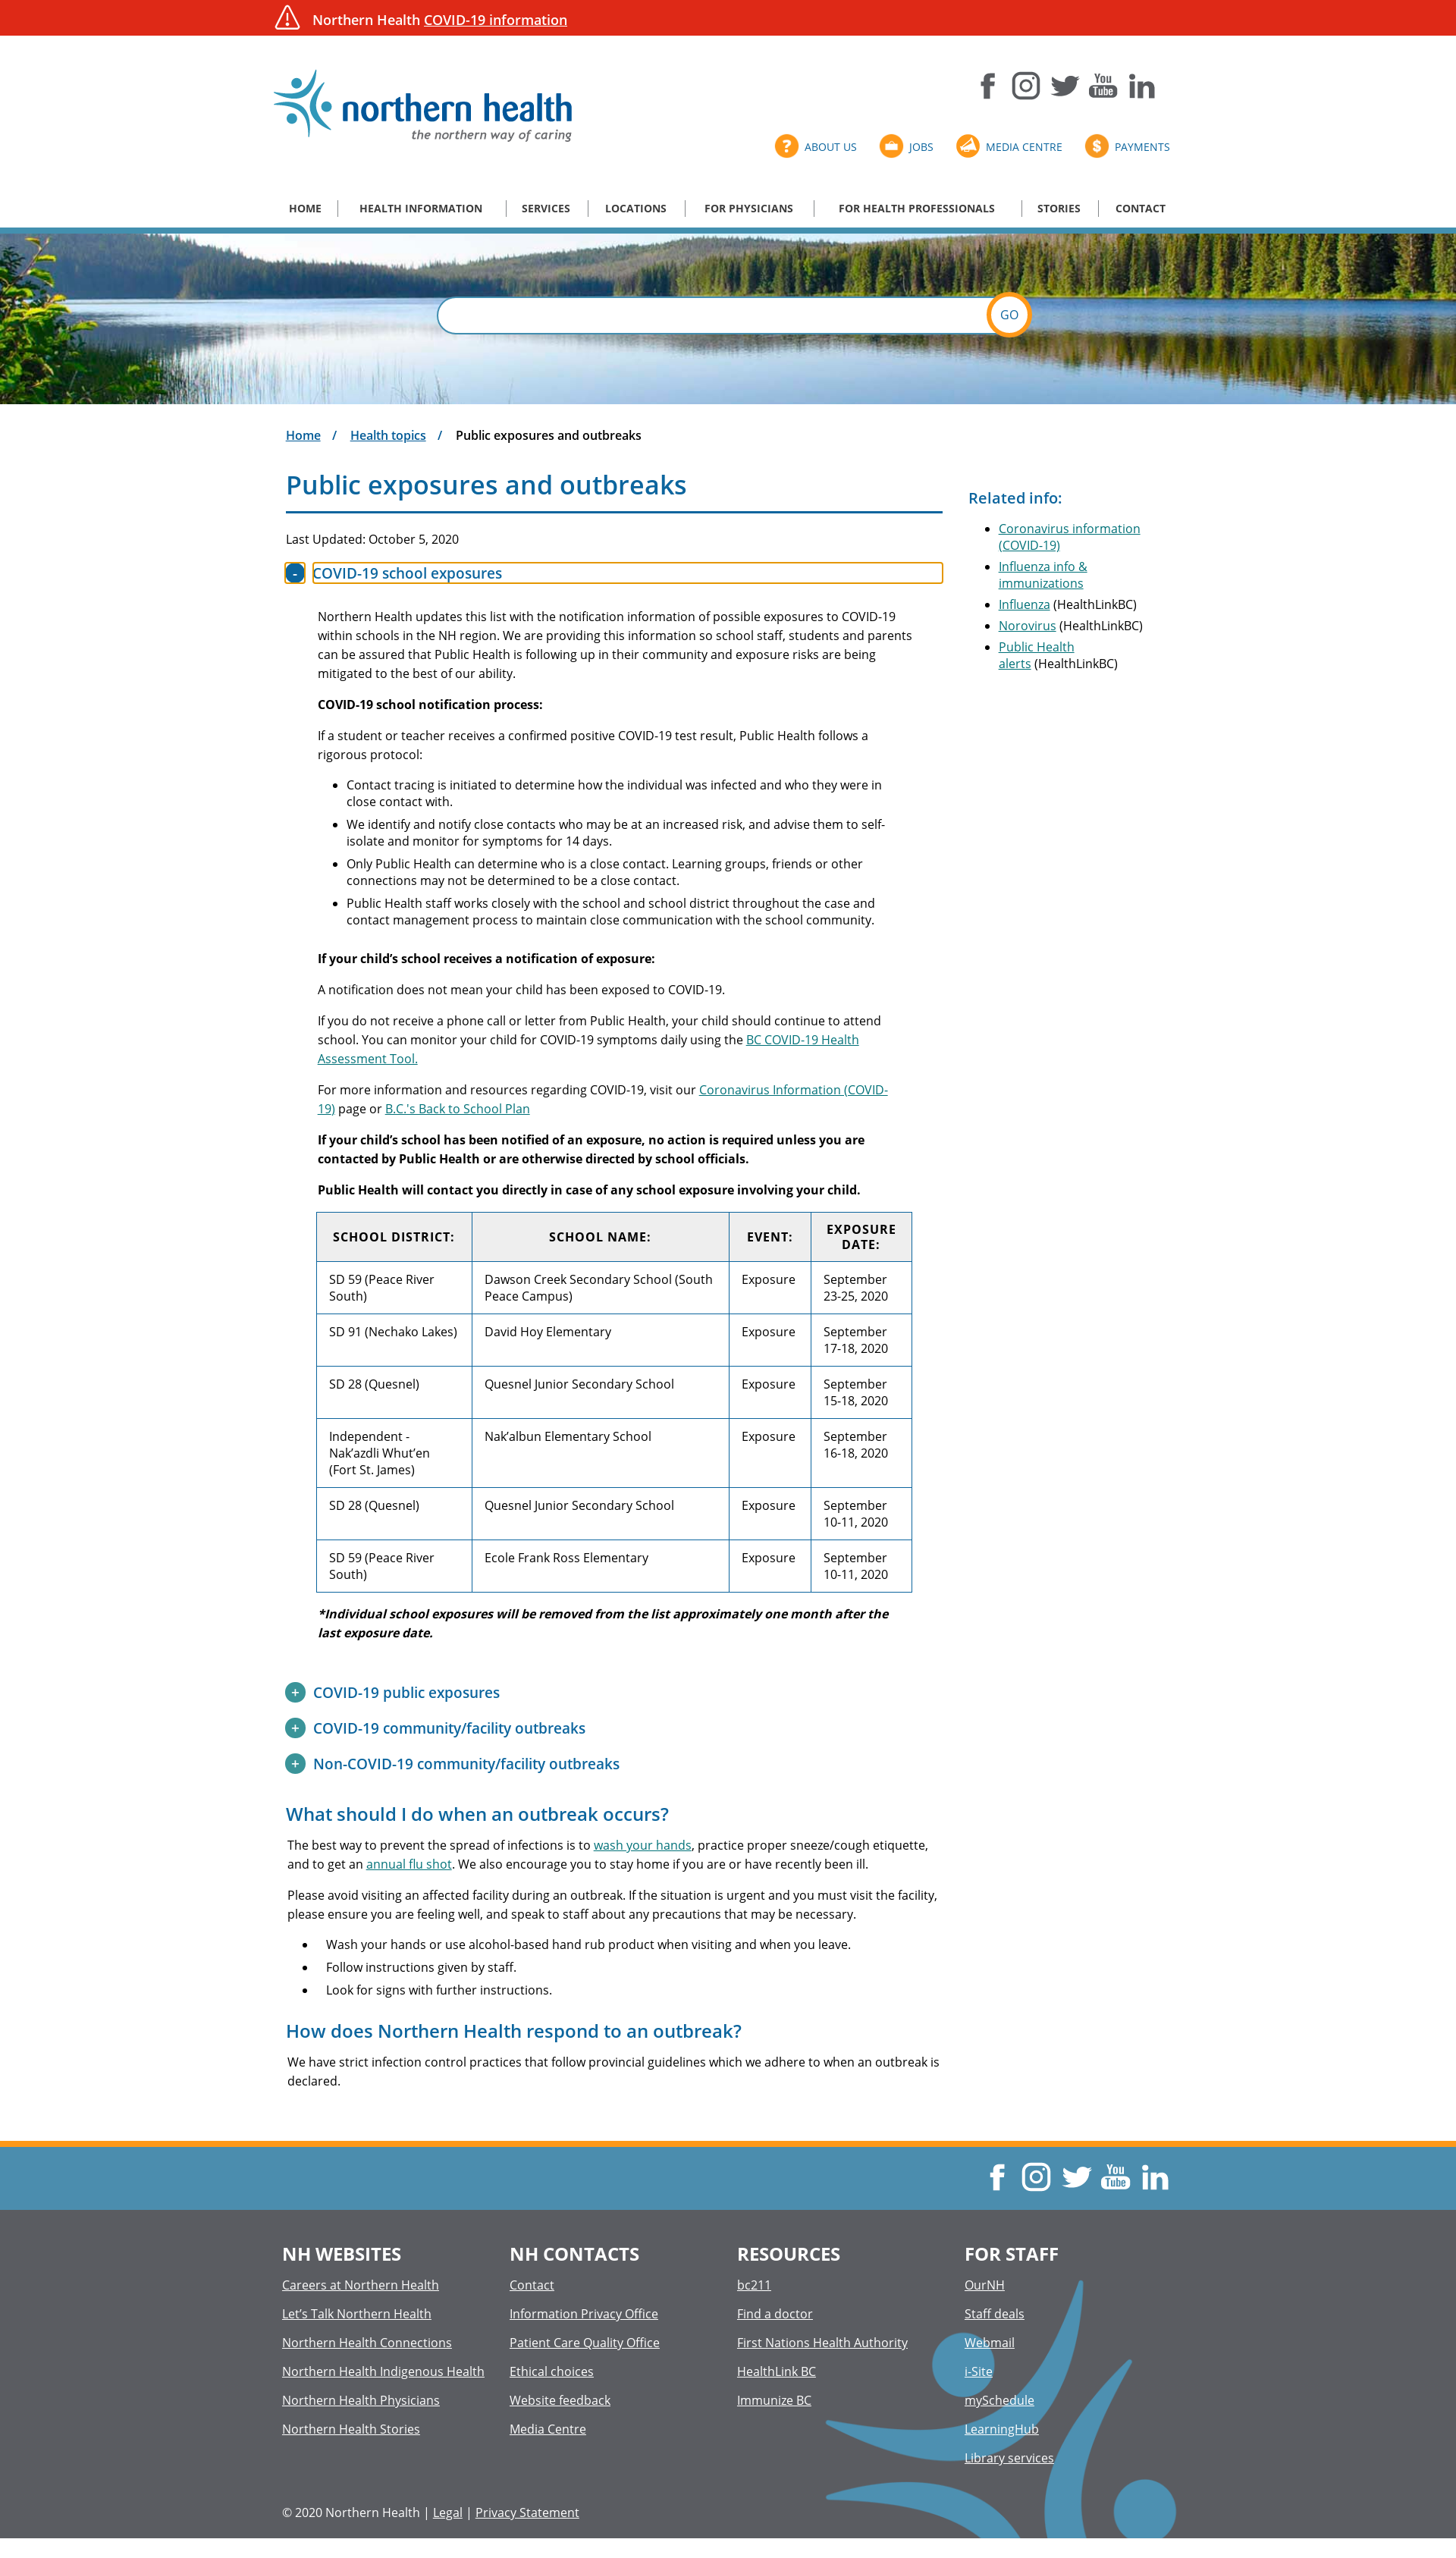 Northern Health COVID-19 information
northern health
the northern way of caring
You
Tube
ABOUT US
JOBS
MEDIA CENTRE
PAYMENTS
HOME
HEALTH INFORMATION
SERVICES
LOCATIONS
FOR PHYSICIANS
FOR HEALTH PROFESSIONALS
STORIES
CONTACT
GO
Home / Health topics / Public exposures and outbreaks
Public exposures and outbreaks
Last Updated: October 5, 2020
- COVID-19 school exposures
Northern Health updates this list with the notification information of possible exposures to COVID-19
within schools in the NH region. We are providing this information so school staff, students and parents
can be assured that Public Health is following up in their community and exposure risks are being
mitigated to the best of our ability.
COVID-19 school notification process:
If a student or teacher receives a confirmed positive COVID-19 test result, Public Health follows a
rigorous protocol:
• Contact tracing is initiated to determine how the individual was infected and who they were in
close contact with.
• We identify and notify close contacts who may be at an increased risk, and advise them to self-
isolate and monitor for symptoms for 14 days.
• Only Public Health can determine who is a close contact. Learning groups, friends or other
connections may not be determined to be a close contact.
• Public Health staff works closely with the school and school district throughout the case and
contact management process to maintain close communication with the school community.
If your child’s school receives a notification of exposure:
A notification does not mean your child has been exposed to COVID-19.
If you do not receive a phone call or letter from Public Health, your child should continue to attend
school. You can monitor your child for COVID-19 symptoms daily using the BC COVID-19 Health
Assessment Tool.
For more information and resources regarding COVID-19, visit our Coronavirus Information (COVID-
19) page or B.C.'s Back to School Plan
If your child’s school has been notified of an exposure, no action is required unless you are
contacted by Public Health or are otherwise directed by school officials.
Public Health will contact you directly in case of any school exposure involving your child.
SCHOOL DISTRICT:
SCHOOL NAME:
EVENT:
EXPOSURE
DATE:
SD 59 (Peace River
South)
Dawson Creek Secondary School (South
Peace Campus)
Exposure
September
23-25, 2020
SD 91 (Nechako Lakes)
David Hoy Elementary
Exposure
September
17-18, 2020
SD 28 (Quesnel)
Quesnel Junior Secondary School
Exposure
September
15-18, 2020
Independent -
Nak’azdli Whut’en
(Fort St. James)
Nak’albun Elementary School
Exposure
September
16-18, 2020
SD 28 (Quesnel)
Quesnel Junior Secondary School
Exposure
September
10-11, 2020
SD 59 (Peace River
South)
Ecole Frank Ross Elementary
Exposure
September
10-11, 2020
*Individual school exposures will be removed from the list approximately one month after the
last exposure date.
+ COVID-19 public exposures
+ COVID-19 community/facility outbreaks
+ Non-COVID-19 community/facility outbreaks
What should I do when an outbreak occurs?
The best way to prevent the spread of infections is to wash your hands, practice proper sneeze/cough etiquette,
and to get an annual flu shot. We also encourage you to stay home if you are or have recently been ill.
Please avoid visiting an affected facility during an outbreak. If the situation is urgent and you must visit the facility,
please ensure you are feeling well, and speak to staff about any precautions that may be necessary.
• Wash your hands or use alcohol-based hand rub product when visiting and when you leave.
• Follow instructions given by staff.
• Look for signs with further instructions.
How does Northern Health respond to an outbreak?
We have strict infection control practices that follow provincial guidelines which we adhere to when an outbreak is
declared.
Related info:
• Coronavirus information
(COVID-19)
• Influenza info &
immunizations
• Influenza (HealthLinkBC)
• Norovirus (HealthLinkBC)
• Public Health
alerts (HealthLinkBC)
You
Tube
NH WEBSITES
Careers at Northern Health
Let’s Talk Northern Health
Northern Health Connections
Northern Health Indigenous Health
Northern Health Physicians
Northern Health Stories
NH CONTACTS
Contact
Information Privacy Office
Patient Care Quality Office
Ethical choices
Website feedback
Media Centre
RESOURCES
bc211
Find a doctor
First Nations Health Authority
HealthLink BC
Immunize BC
FOR STAFF
OurNH
Staff deals
Webmail
i-Site
mySchedule
LearningHub
Library services
© 2020 Northern Health | Legal | Privacy Statement